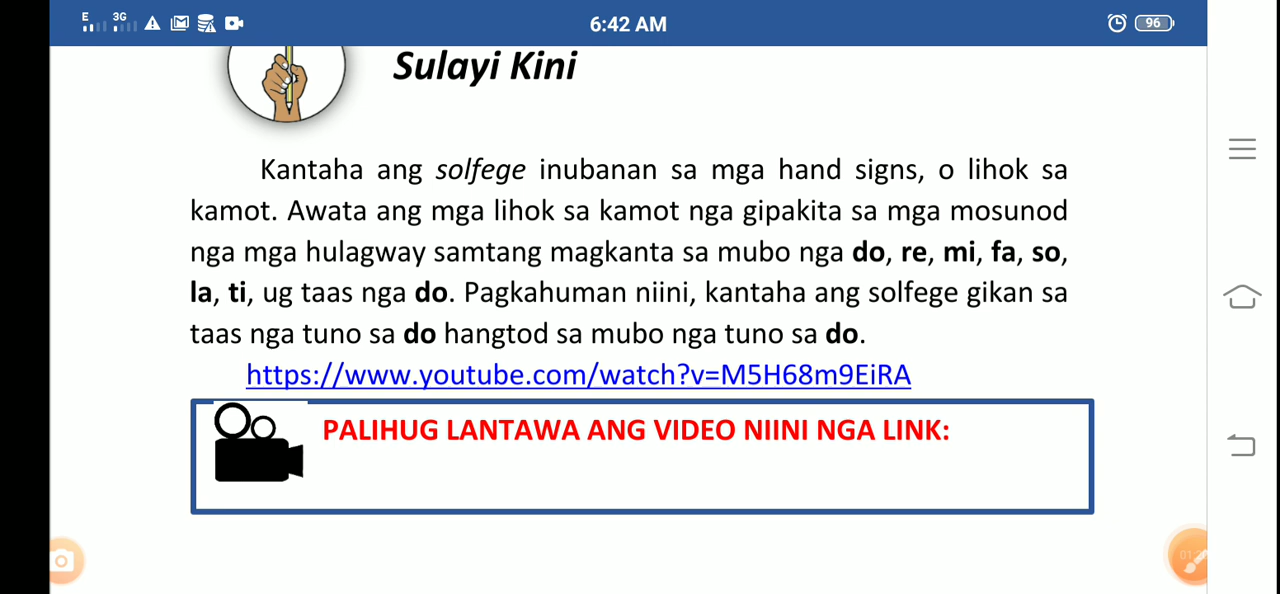 E 3G 6:42 AM 96
Sulayi Kini
Kantaha ang solfege inubanan sa mga hand signs, o lihok sa
kamot. Awata ang mga lihok sa kamot nga gipakita sa mga mosunod
nga mga hulagway samtang magkanta sa mubo nga do, re, mi, fa, so,
la, ti, ug taas nga do. Pagkahuman niini, kantaha ang solfege gikan sa
taas nga tuno sa do hangtod sa mubo nga tuno sa do.
https://www.youtube.com/watch?v=M5H68m9EiRA
PALIHUG LANTAWA ANG VIDEO NIINI NGA LINK: